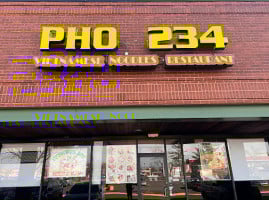 PHO 234
VIETNAMESE NOODLES • RESTAURANT